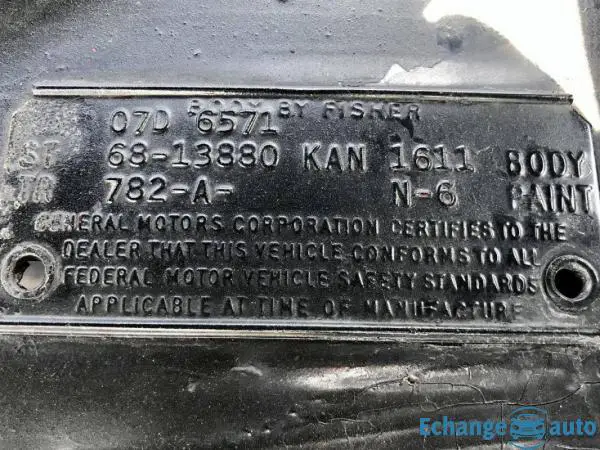 BODY BY FISHER
07D 6571
ST 68-13880 KAN 1611 BODY
TR 782-A- N-6 PAINT
GENERAL MOTORS CORPORATION CERTIFIES TO THE
DEALER THAT THIS VEHICLE CONFORMS TO ALL
FEDERAL MOTOR VEHICLE SAFETY STANDARDS
APPLICABLE AT TIME OF MANUFACTURE
Echange auto